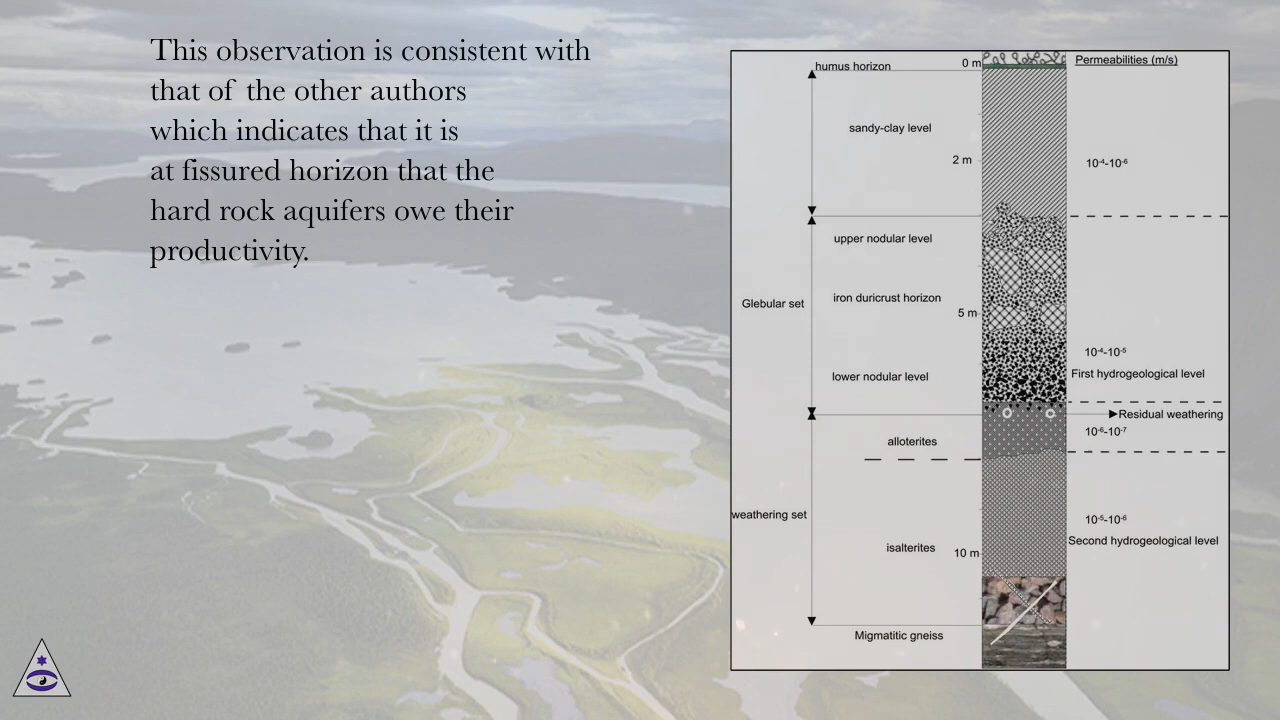 This observation is consistent with
that of the other authors
which indicates that it is
at fissured horizon that the
hard rock aquifers owe their
productivity.
humus horizon
0 m
Permeabilities (m/s)
sandy-clay level
2 m
10⁻⁴-10⁻⁶
upper nodular level
Glebular set
iron duricrust horizon
5 m
10⁻⁴-10⁻⁵
lower nodular level
First hydrogeological level
Residual weathering
10⁻⁶-10⁻⁷
alloterites
weathering set
10⁻⁵-10⁻⁶
Second hydrogeological level
isalterites
10 m
Migmatitic gneiss